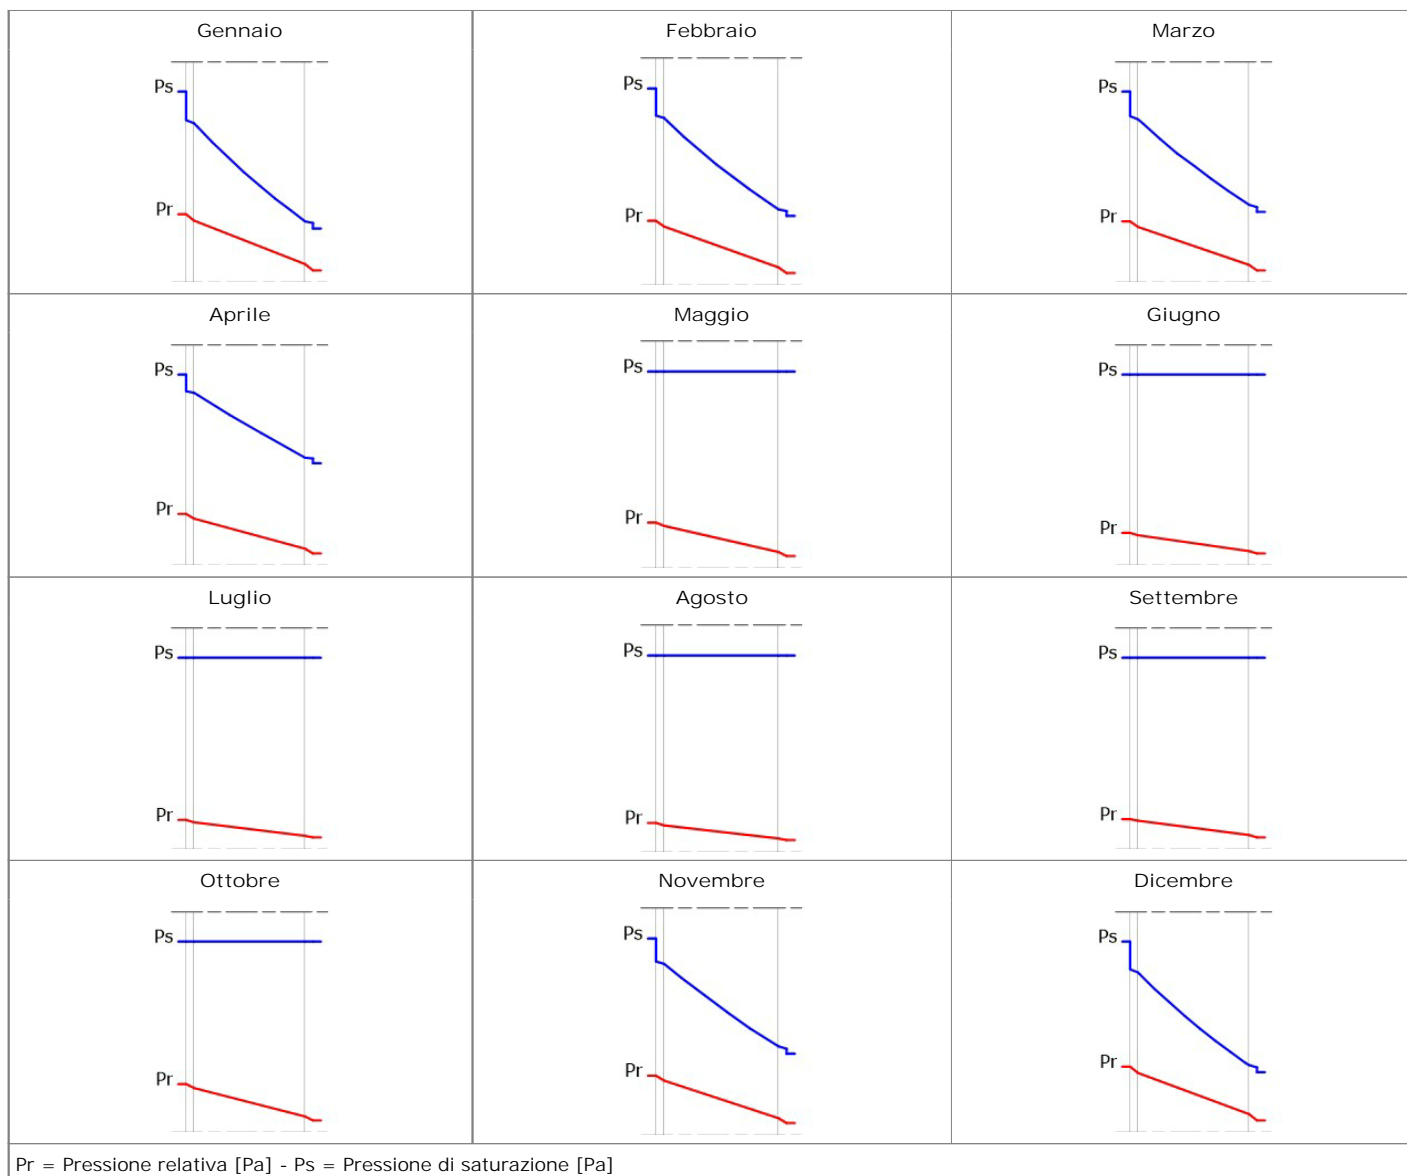 Gennaio
Febbraio
Marzo
Ps
Pr
Ps
Pr
Ps
Pr
Aprile
Maggio
Giugno
Ps
Pr
Ps
Pr
Ps
Pr
Luglio
Agosto
Settembre
Ps
Pr
Ps
Pr
Ps
Pr
Ottobre
Novembre
Dicembre
Ps
Pr
Ps
Pr
Ps
Pr
Pr = Pressione relativa [Pa] - Ps = Pressione di saturazione [Pa]